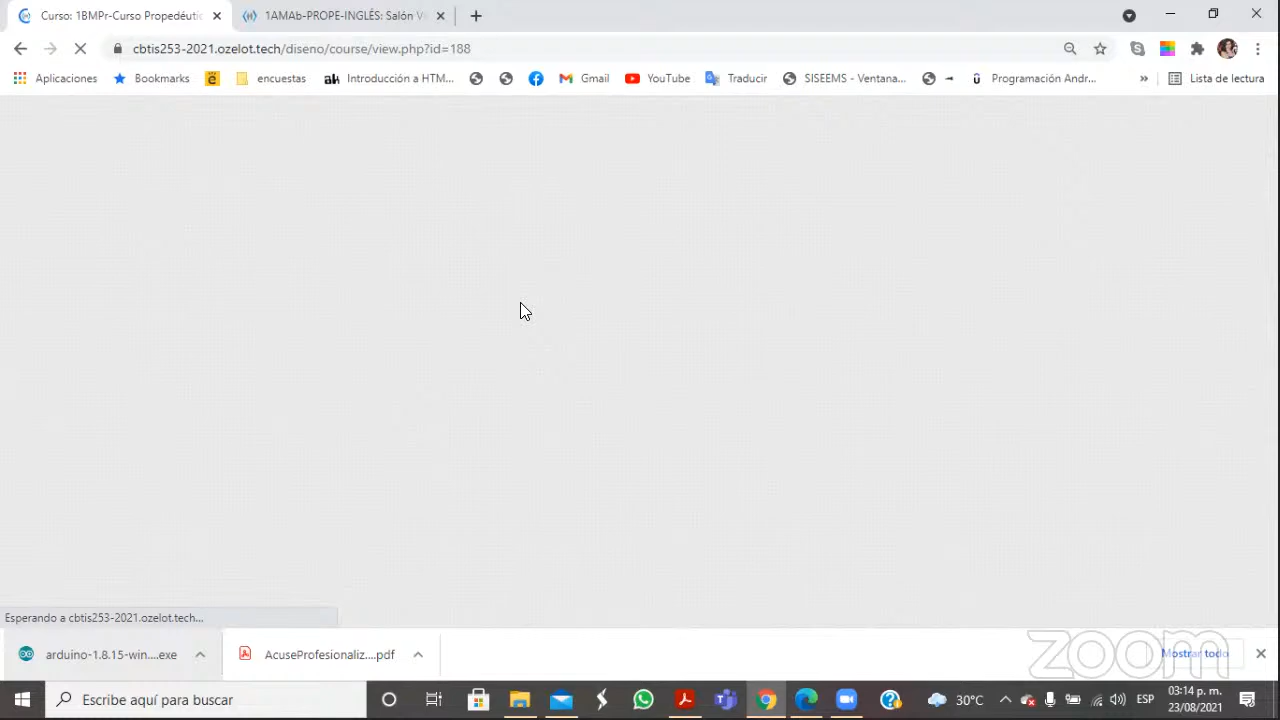 Curso: 1BMPr-Curso Propedéutic
1AMAb-PROPE-INGLÉS: Salón V
cbtis253-2021.ozelot.tech/diseno/course/view.php?id=188
Aplicaciones
Bookmarks
encuestas
Introducción a HTM...
Gmail
YouTube
Traducir
SISEEMS - Ventana...
Programación Andr...
»
Lista de lectura
Esperando a cbtis253-2021.ozelot.tech...
arduino-1.8.15-win....exe
AcuseProfesionaliz....pdf
Mostrar todo
zoom
Escribe aquí para buscar
30°C
ESP
03:14 p. m.
23/08/2021